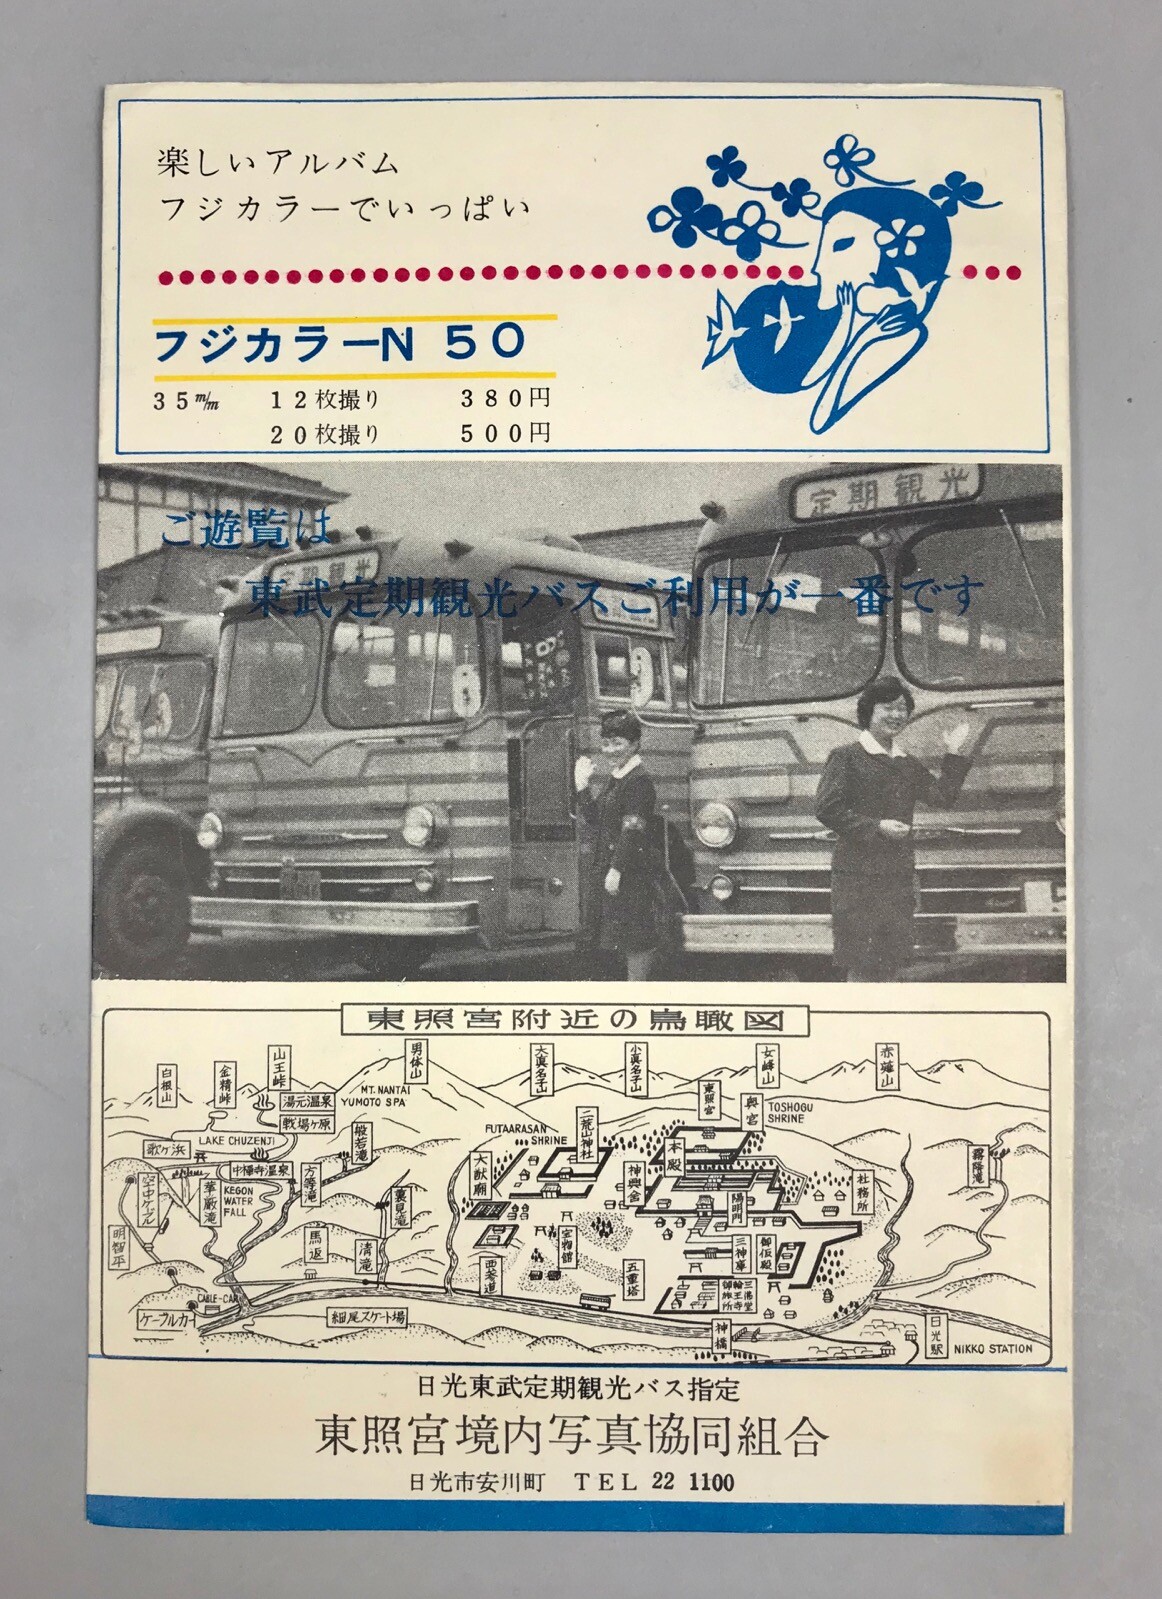 楽しいアルバム
フジカラーでいっぱい
フジカラーN 50
35m/m 12枚撮り 380円
20枚撮り 500円
定期観光
定期観光
ご遊覧は
東武定期観光バスご利用が一番です
東照宮附近の鳥瞰図
白根山
金精峠
山王峠
湯元温泉
戦場ヶ原
男体山
MT. NANTAI
YUMOTO SPA
太真名子山
小真名子山
女峰山
赤薙山
東照宮
奥宮
TOSHOGU
SHRINE
FUTAARASAN
SHRINE
二荒山神社
歌ヶ浜
LAKE CHUZENJI
中禅寺温泉
般若滝
方等滝
大猷廟
神輿舎
本殿
社務所
霧降滝
空中ケーブル
華厳滝
KEGON
WATER
FALL
裏見滝
陽明門
明智平
馬返
清滝
宝物館
三神庫
御仮殿
西参道
五重塔
三仏堂
輪王寺
御旅所
CABLE-CAR
ケーブルカー
細尾スケート場
神橋
日光駅
NIKKO STATION
日光東武定期観光バス指定
東照宮境内写真協同組合
日光市安川町 TEL 22 1100